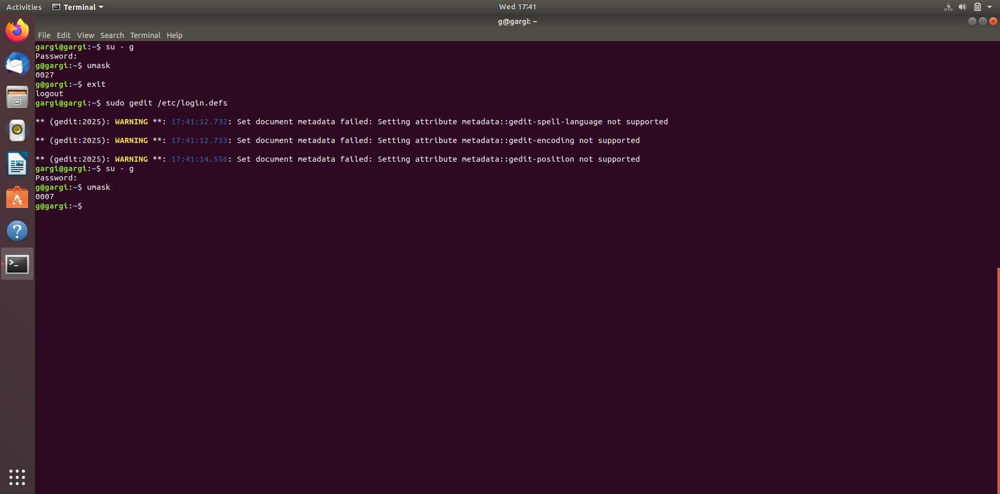 Activities Terminal Wed 17:41
g@gargi: ~
File Edit View Search Terminal Help
gargi@gargi:~$ su - g
Password:
g@gargi:~$ umask
0027
g@gargi:~$ exit
logout
gargi@gargi:~$ sudo gedit /etc/login.defs
** (gedit:2025): WARNING **: 17:41:12.732: Set document metadata failed: Setting attribute metadata::gedit-spell-language not supported
** (gedit:2025): WARNING **: 17:41:12.733: Set document metadata failed: Setting attribute metadata::gedit-encoding not supported
** (gedit:2025): WARNING **: 17:41:14.556: Set document metadata failed: Setting attribute metadata::gedit-position not supported
gargi@gargi:~$ su - g
Password:
g@gargi:~$ umask
0007
g@gargi:~$